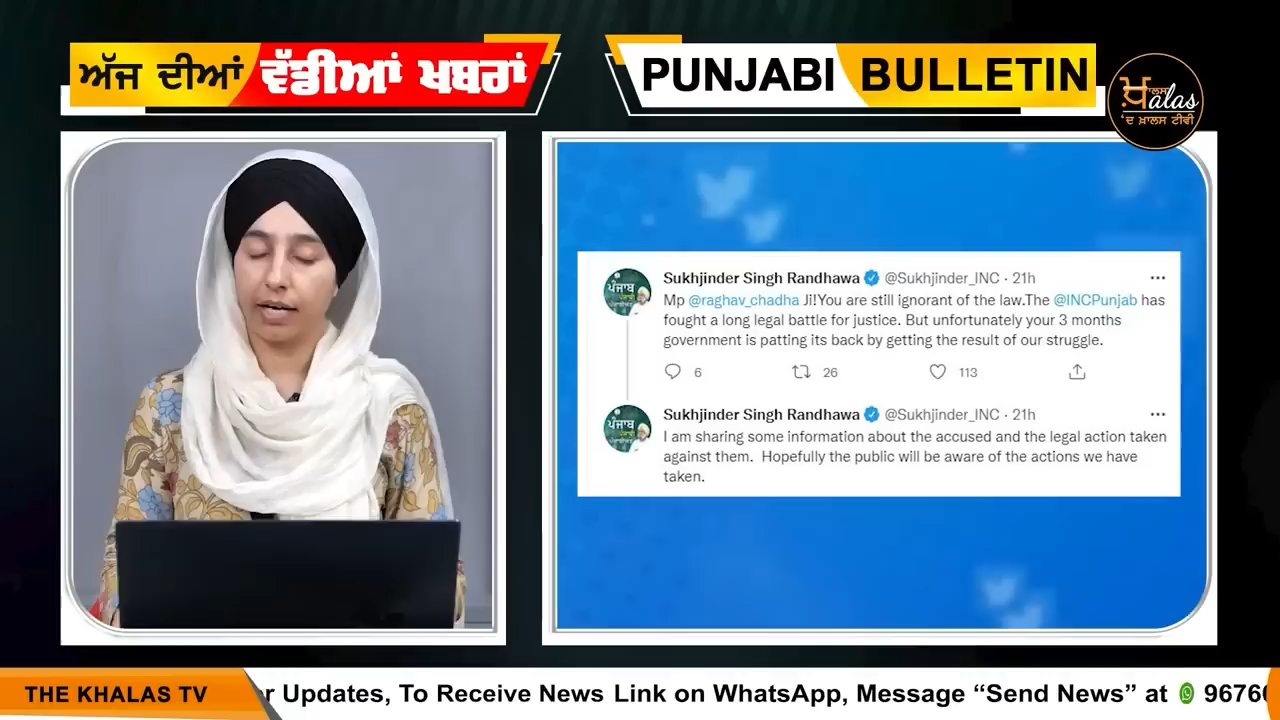 ਅੱਜ ਦੀਆਂ ਵੱਡੀਆਂ ਖਬਰਾਂ
PUNJABI BULLETIN
ਖ਼ਾਲਸ
alas
'ਦ ਖ਼ਾਲਸ ਟੀਵੀ
Sukhjinder Singh Randhawa @Sukhjinder_INC · 21h
Mp @raghav_chadha Ji!You are still ignorant of the law.The @INCPunjab has
fought a long legal battle for justice. But unfortunately your 3 months
government is patting its back by getting the result of our struggle.
6 26 113
Sukhjinder Singh Randhawa @Sukhjinder_INC · 21h
I am sharing some information about the accused and the legal action taken
against them. Hopefully the public will be aware of the actions we have
taken.
ਪੰਜਾਬ
ਪੰਜਾਬ
THE KHALAS TV
r Updates, To Receive News Link on WhatsApp, Message “Send News” at 9676